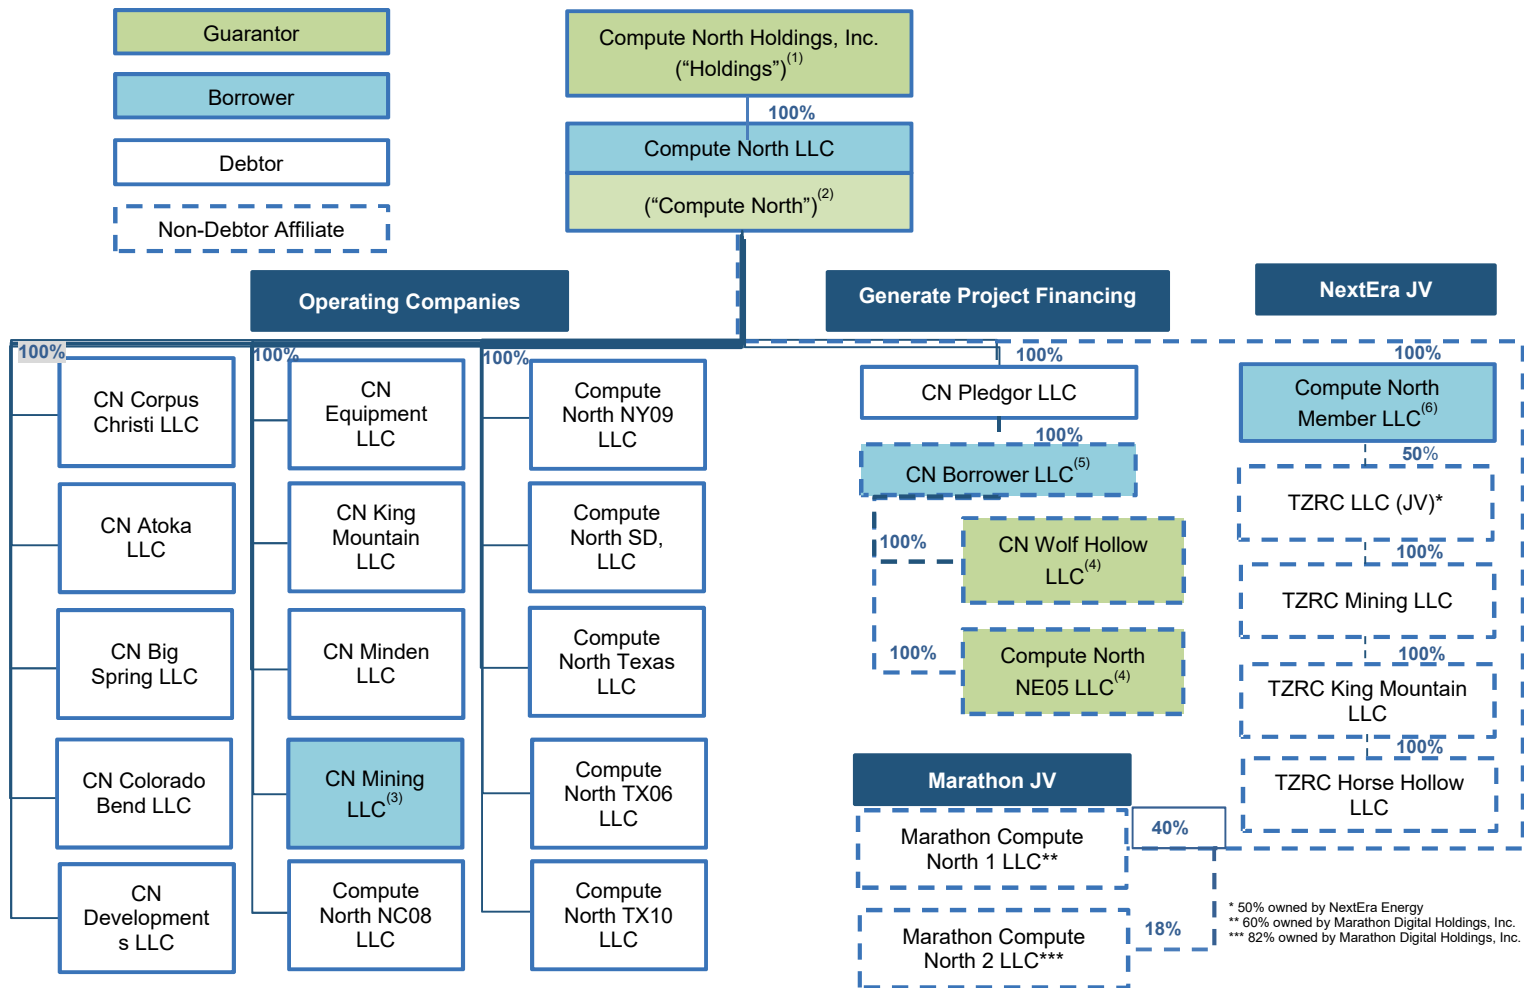 Guarantor
Borrower
Debtor
Non-Debtor Affiliate
Compute North Holdings, Inc.
(“Holdings”)(1)
100%
Compute North LLC
(“Compute North”)(2)
Operating Companies
Generate Project Financing
NextEra JV
100%
CN Corpus
Christi LLC
CN Atoka
LLC
CN Big
Spring LLC
CN Colorado
Bend LLC
CN
Development
s LLC
100%
CN
Equipment
LLC
CN King
Mountain
LLC
CN Minden
LLC
CN Mining
LLC(3)
Compute
North NC08
LLC
100%
Compute
North NY09
LLC
Compute
North SD,
LLC
Compute
North Texas
LLC
Compute
North TX06
LLC
Compute
North TX10
LLC
100%
CN Pledgor LLC
100%
CN Borrower LLC(5)
100%
CN Wolf Hollow
LLC(4)
100%
Compute North
NE05 LLC(4)
100%
Compute North
Member LLC(6)
50%
TZRC LLC (JV)*
100%
TZRC Mining LLC
100%
TZRC King Mountain
LLC
100%
TZRC Horse Hollow
LLC
Marathon JV
Marathon Compute
North 1 LLC**
40%
Marathon Compute
North 2 LLC***
18%
* 50% owned by NextEra Energy
** 60% owned by Marathon Digital Holdings, Inc.
*** 82% owned by Marathon Digital Holdings, Inc.